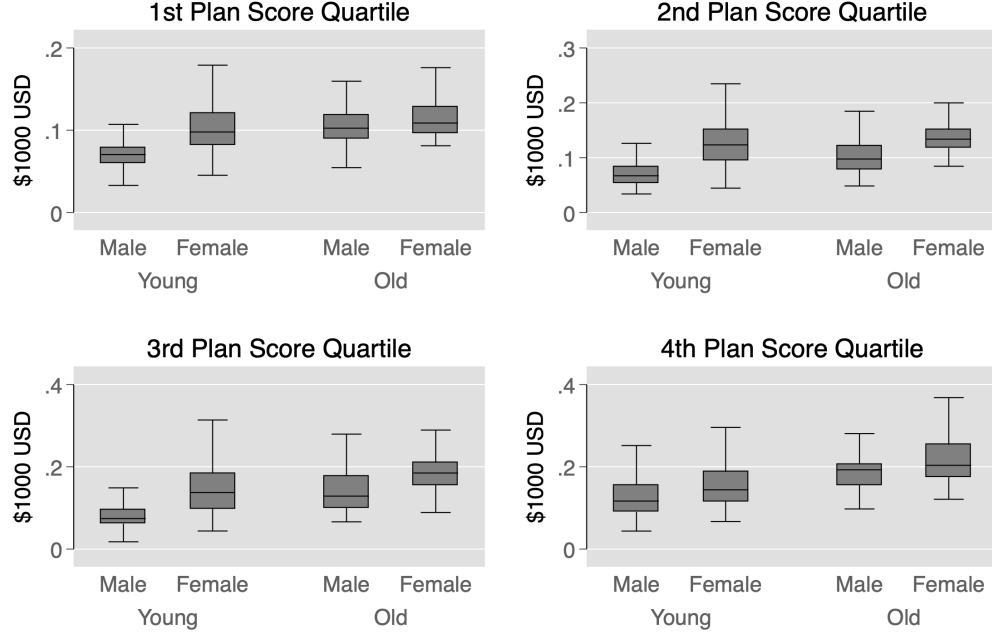 1st Plan Score Quartile
$1000 USD
.2
.1
0
Male Female Male Female
Young Old
2nd Plan Score Quartile
$1000 USD
.3
.2
.1
0
Male Female Male Female
Young Old
3rd Plan Score Quartile
$1000 USD
.4
.2
0
Male Female Male Female
Young Old
4th Plan Score Quartile
$1000 USD
.4
.2
0
Male Female Male Female
Young Old